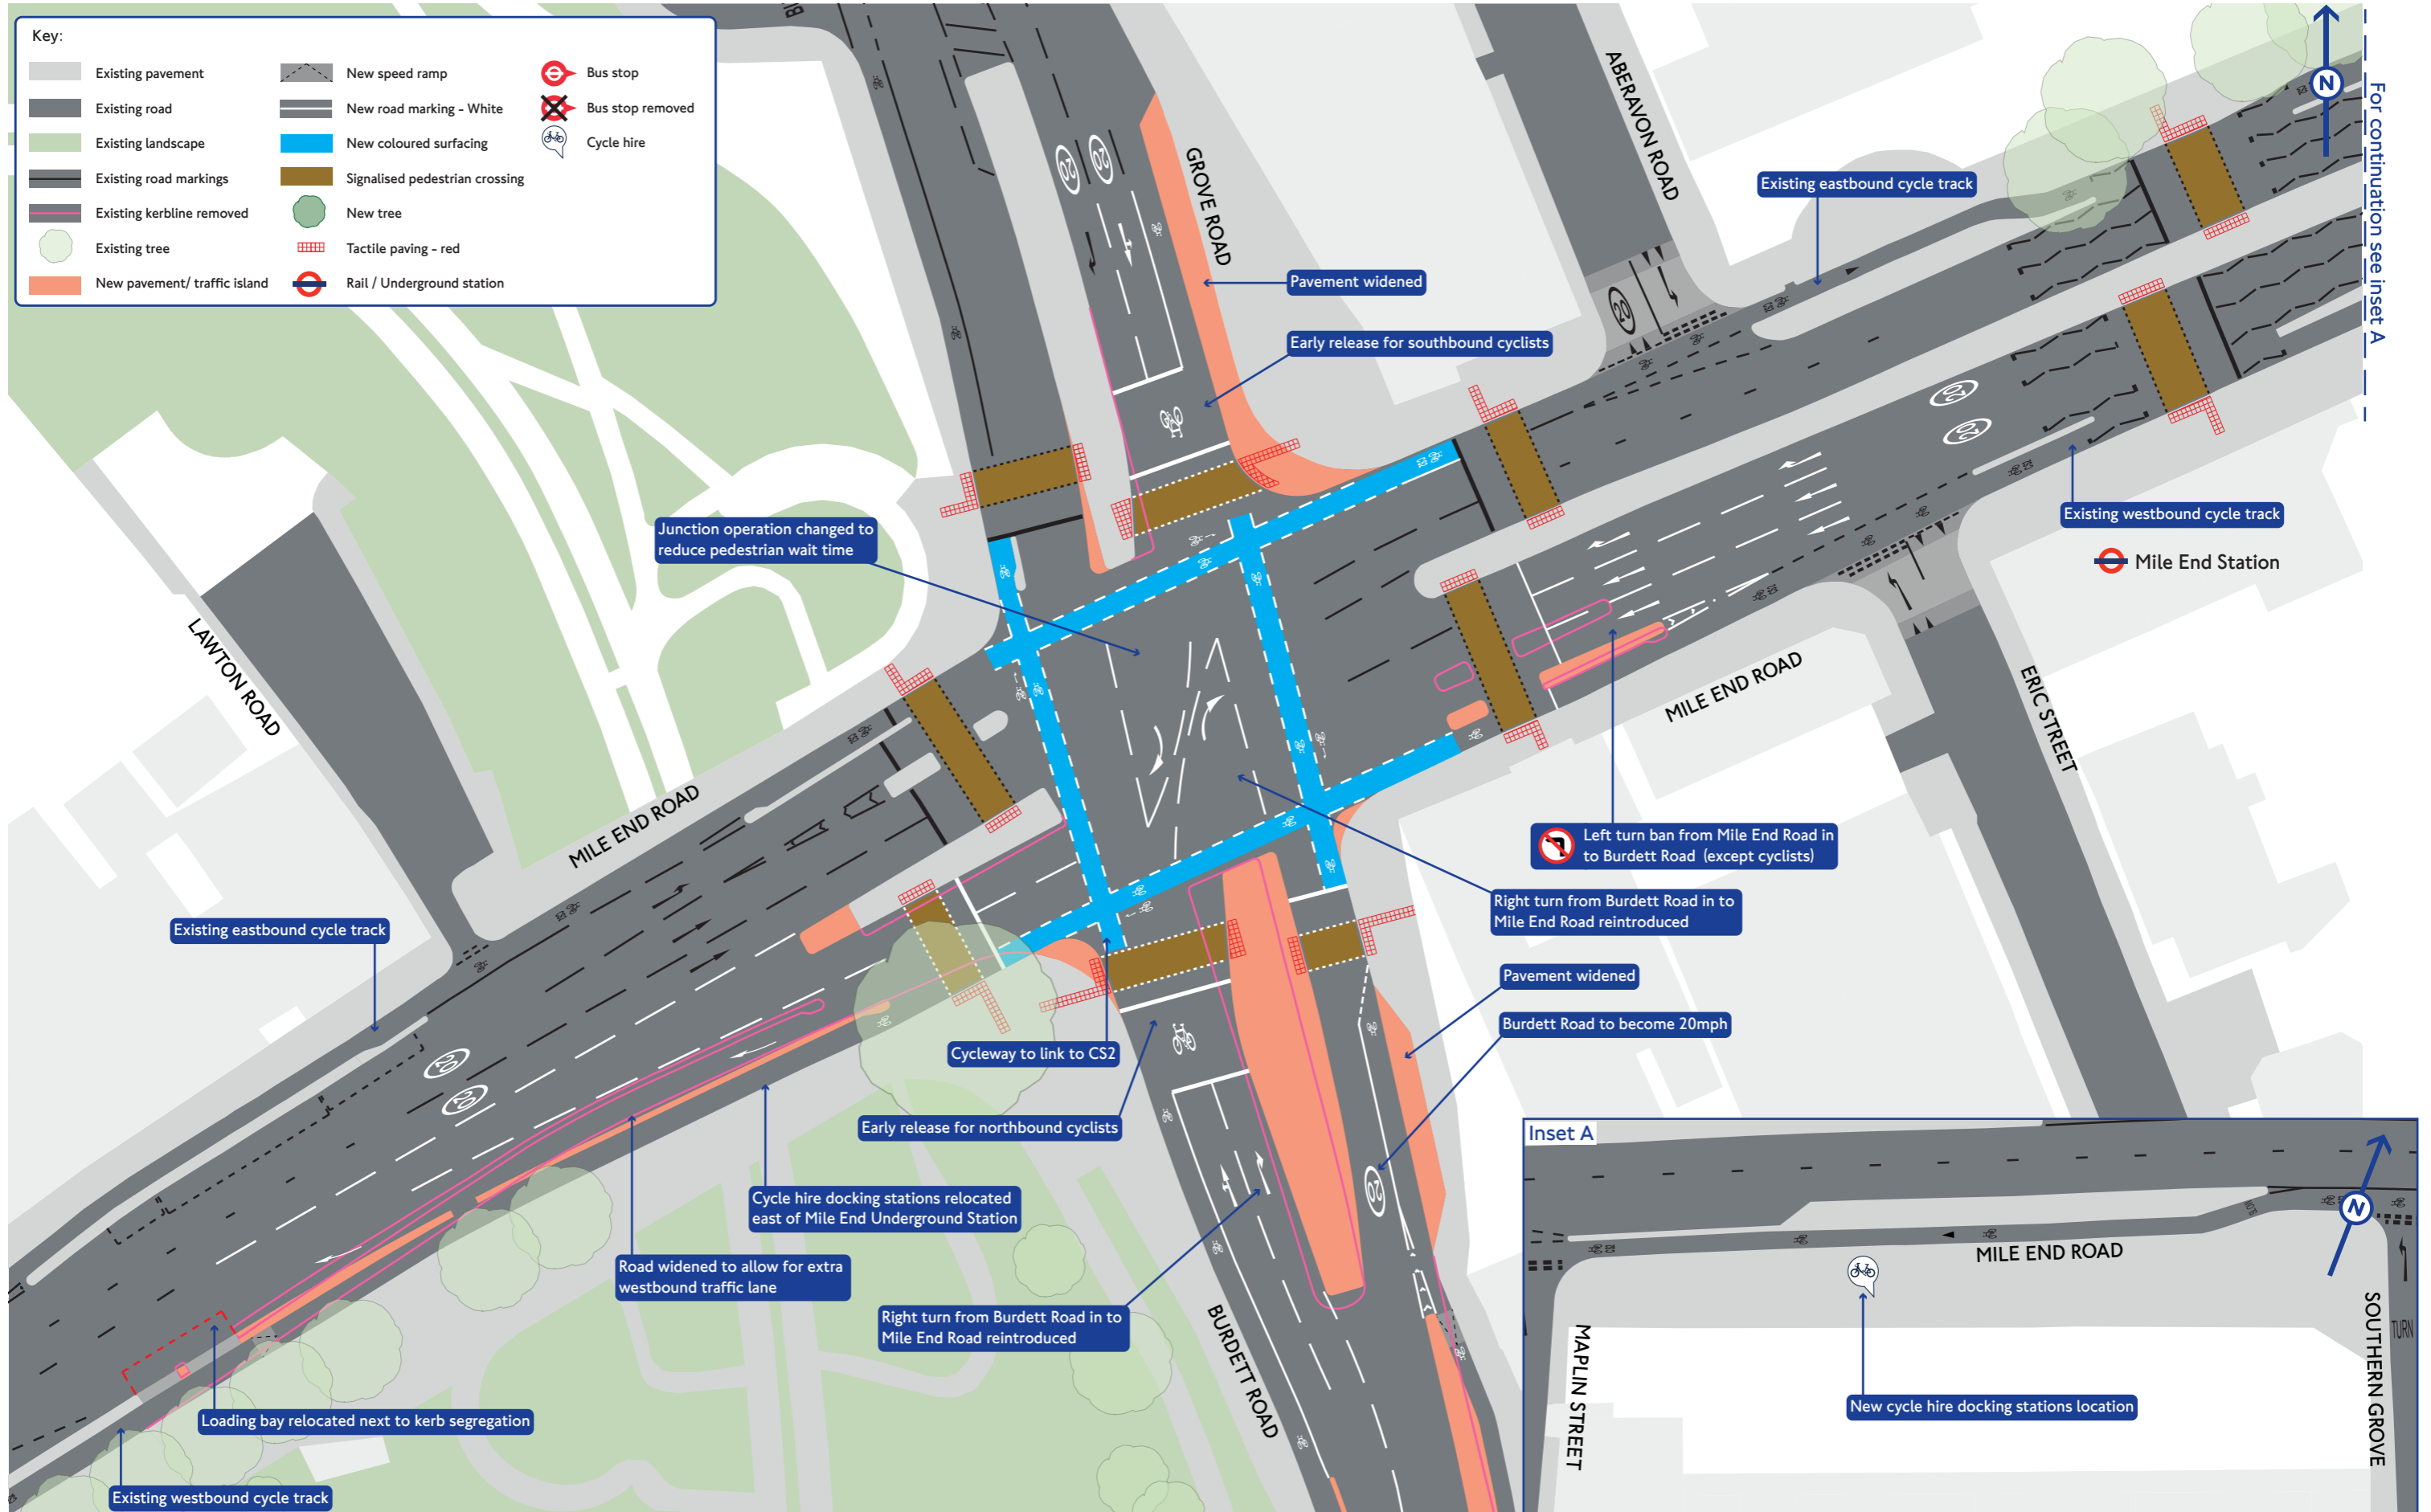 Key:
Existing pavement
Existing road
Existing landscape
Existing road markings
Existing kerbline removed
Existing tree
New pavement/ traffic island
New speed ramp
New road marking - White
New coloured surfacing
Signalised pedestrian crossing
New tree
Tactile paving - red
Rail / Underground station
Bus stop
Bus stop removed
Cycle hire
GROVE ROAD
ABERAVON ROAD
N
For continuation see inset A
20
20
20
Existing eastbound cycle track
Pavement widened
Early release for southbound cyclists
20
20
Existing westbound cycle track
Mile End Station
Junction operation changed to
reduce pedestrian wait time
LAWTON ROAD
MILE END ROAD
MILE END ROAD
ERIC STREET
Left turn ban from Mile End Road in
to Burdett Road (except cyclists)
Right turn from Burdett Road in to
Mile End Road reintroduced
Existing eastbound cycle track
Pavement widened
Burdett Road to become 20mph
20
20
Cycleway to link to CS2
Early release for northbound cyclists
20
Cycle hire docking stations relocated
east of Mile End Underground Station
Road widened to allow for extra
westbound traffic lane
Right turn from Burdett Road in to
Mile End Road reintroduced
BURDETT ROAD
Loading bay relocated next to kerb segregation
Existing westbound cycle track
Inset A
N
MILE END ROAD
MAPLIN STREET
SOUTHERN GROVE
TURN
New cycle hire docking stations location